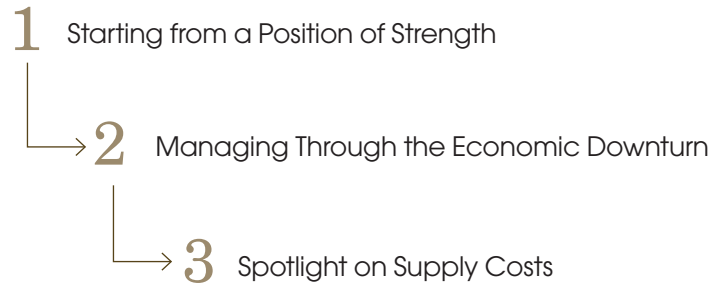 1 Starting from a Position of Strength
2 Managing Through the Economic Downturn
3 Spotlight on Supply Costs